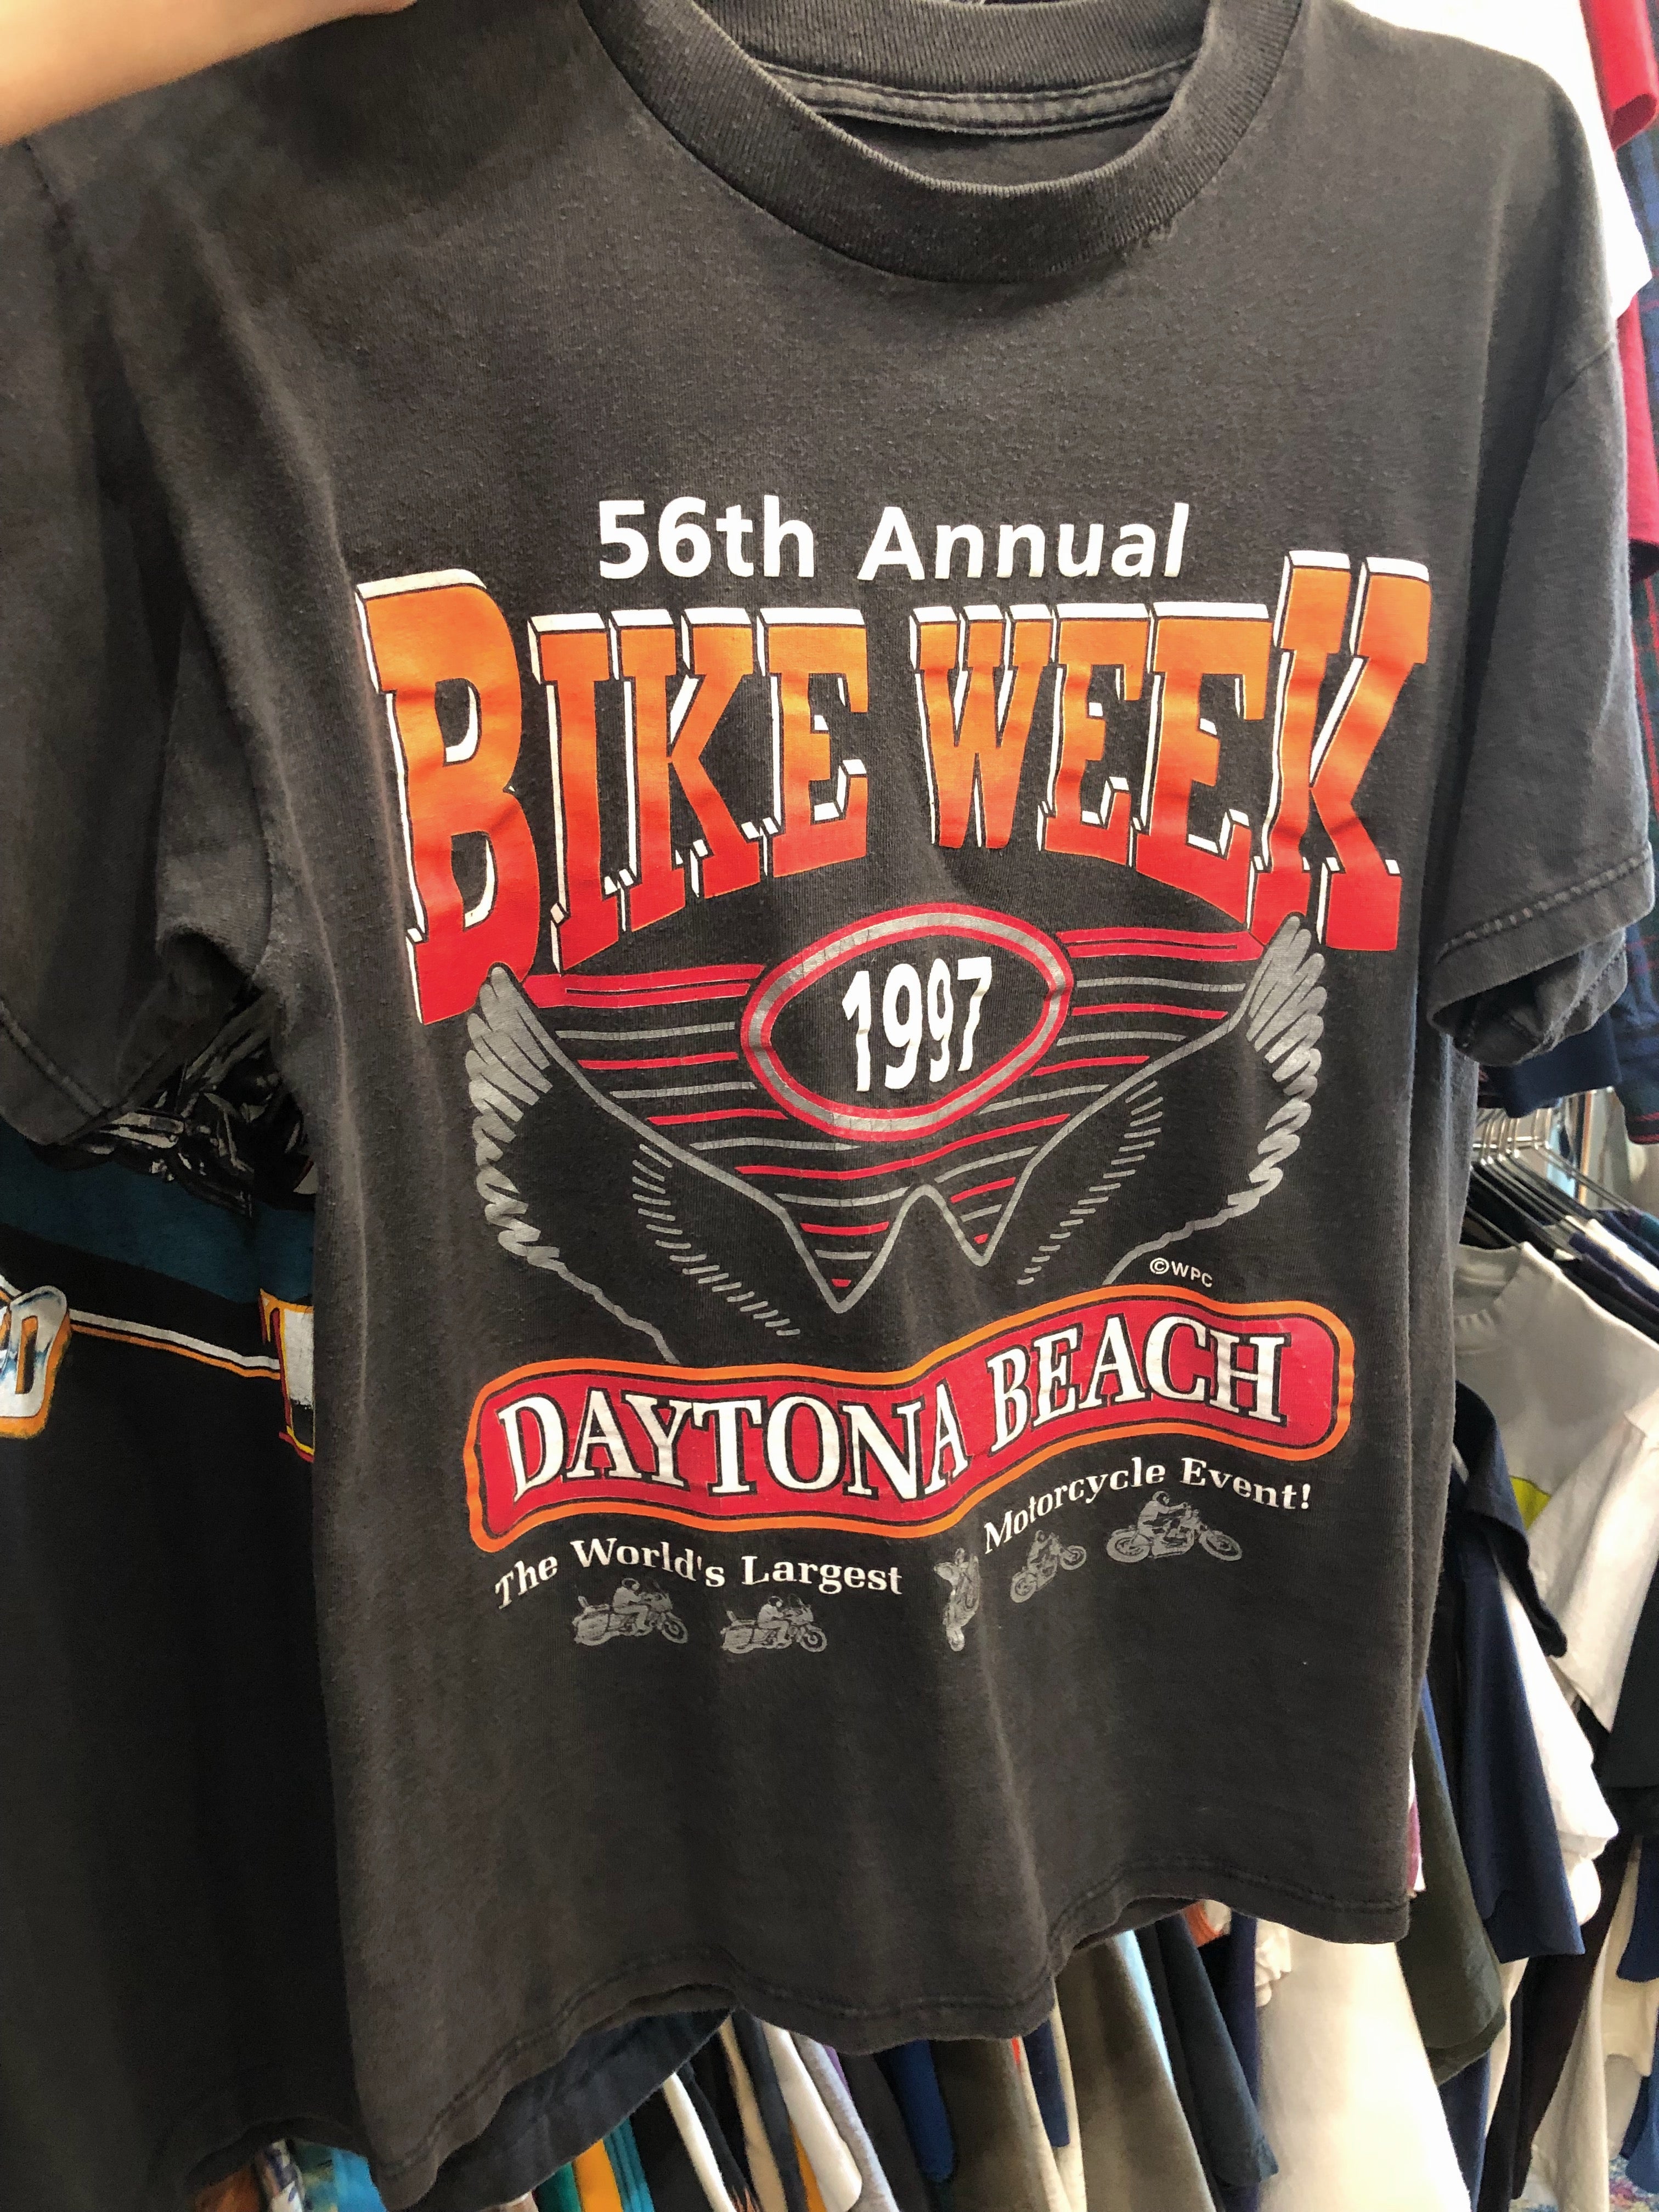 56th Annual
BIKE WEEK
1997
©WPC
DAYTONA BEACH
The World's Largest Motorcycle Event!